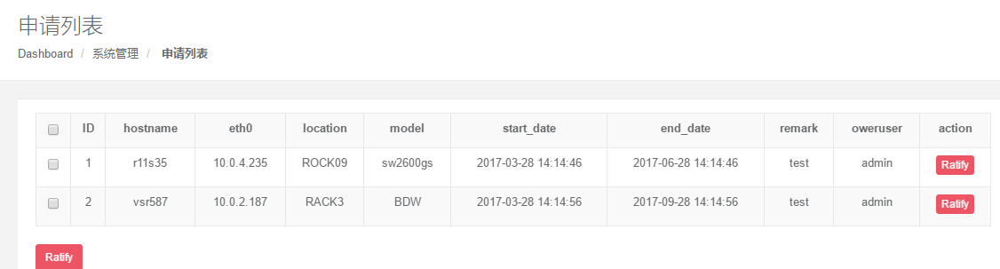 申请列表
Dashboard / 系统管理 / 申请列表
ID hostname eth0 location model start_date end_date remark oweruser action
1 r11s35 10.0.4.235 ROCK09 sw2600gs 2017-03-28 14:14:46 2017-06-28 14:14:46 test admin Ratify
2 vsr587 10.0.2.187 RACK3 BDW 2017-03-28 14:14:56 2017-09-28 14:14:56 test admin Ratify
Ratify